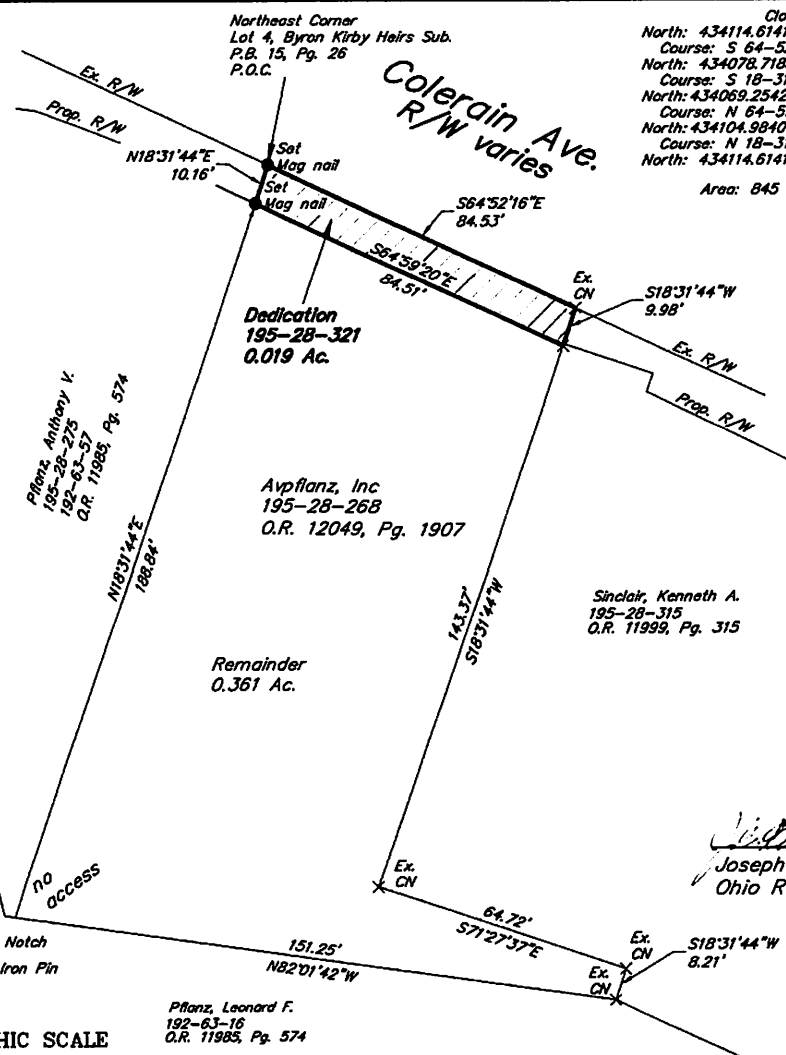 Northeast Corner
Lot 4, Byron Kirby Heirs Sub.
P.B. 15, Pg. 26
P.O.C.
Clo
North: 434114.6141
Course: S 64-5
North: 434078.718
Course: S 18-31
North: 434069.2542
Course: N 64-5
North: 434104.9840
Course: N 18-3
North: 434114.6141
Area: 845
Ex. R/W
Prop. R/W
Colerain Ave.
R/W varies
N18°31'44"E
10.16'
Set
Mag nail
Set
Mag nail
S64°52'16"E
84.53'
S64°59'20"E
84.51'
Ex.
CN
S18°31'44"W
9.98'
Ex. R/W
Prop. R/W
Dedication
195-28-321
0.019 Ac.
Pflanz, Anthony V.
195-28-275
192-63-57
O.R. 11985, Pg. 574
N18°31'44"E
188.84'
Avpflanz, Inc
195-28-268
O.R. 12049, Pg. 1907
143.37'
S18°31'44"W
Sinclair, Kenneth A.
195-28-315
O.R. 11999, Pg. 315
Remainder
0.361 Ac.
Joseph
Ohio R
no
access
Ex.
CN
64.72'
S71°27'37"E
Ex.
CN
Ex.
CN
S18°31'44"W
8.21'
Notch
Iron Pin
151.25'
N82°01'42"W
Pflanz, Leonard F.
192-63-16
O.R. 11985, Pg. 574
HIC SCALE